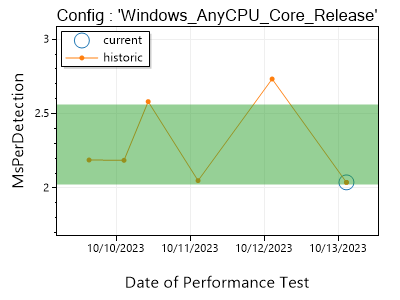 Config : 'Windows_AnyCPU_Core_Release'
current
historic
3
2.5
2
MsPerDetection
10/10/2023
10/11/2023
10/12/2023
10/13/2023
Date of Performance Test